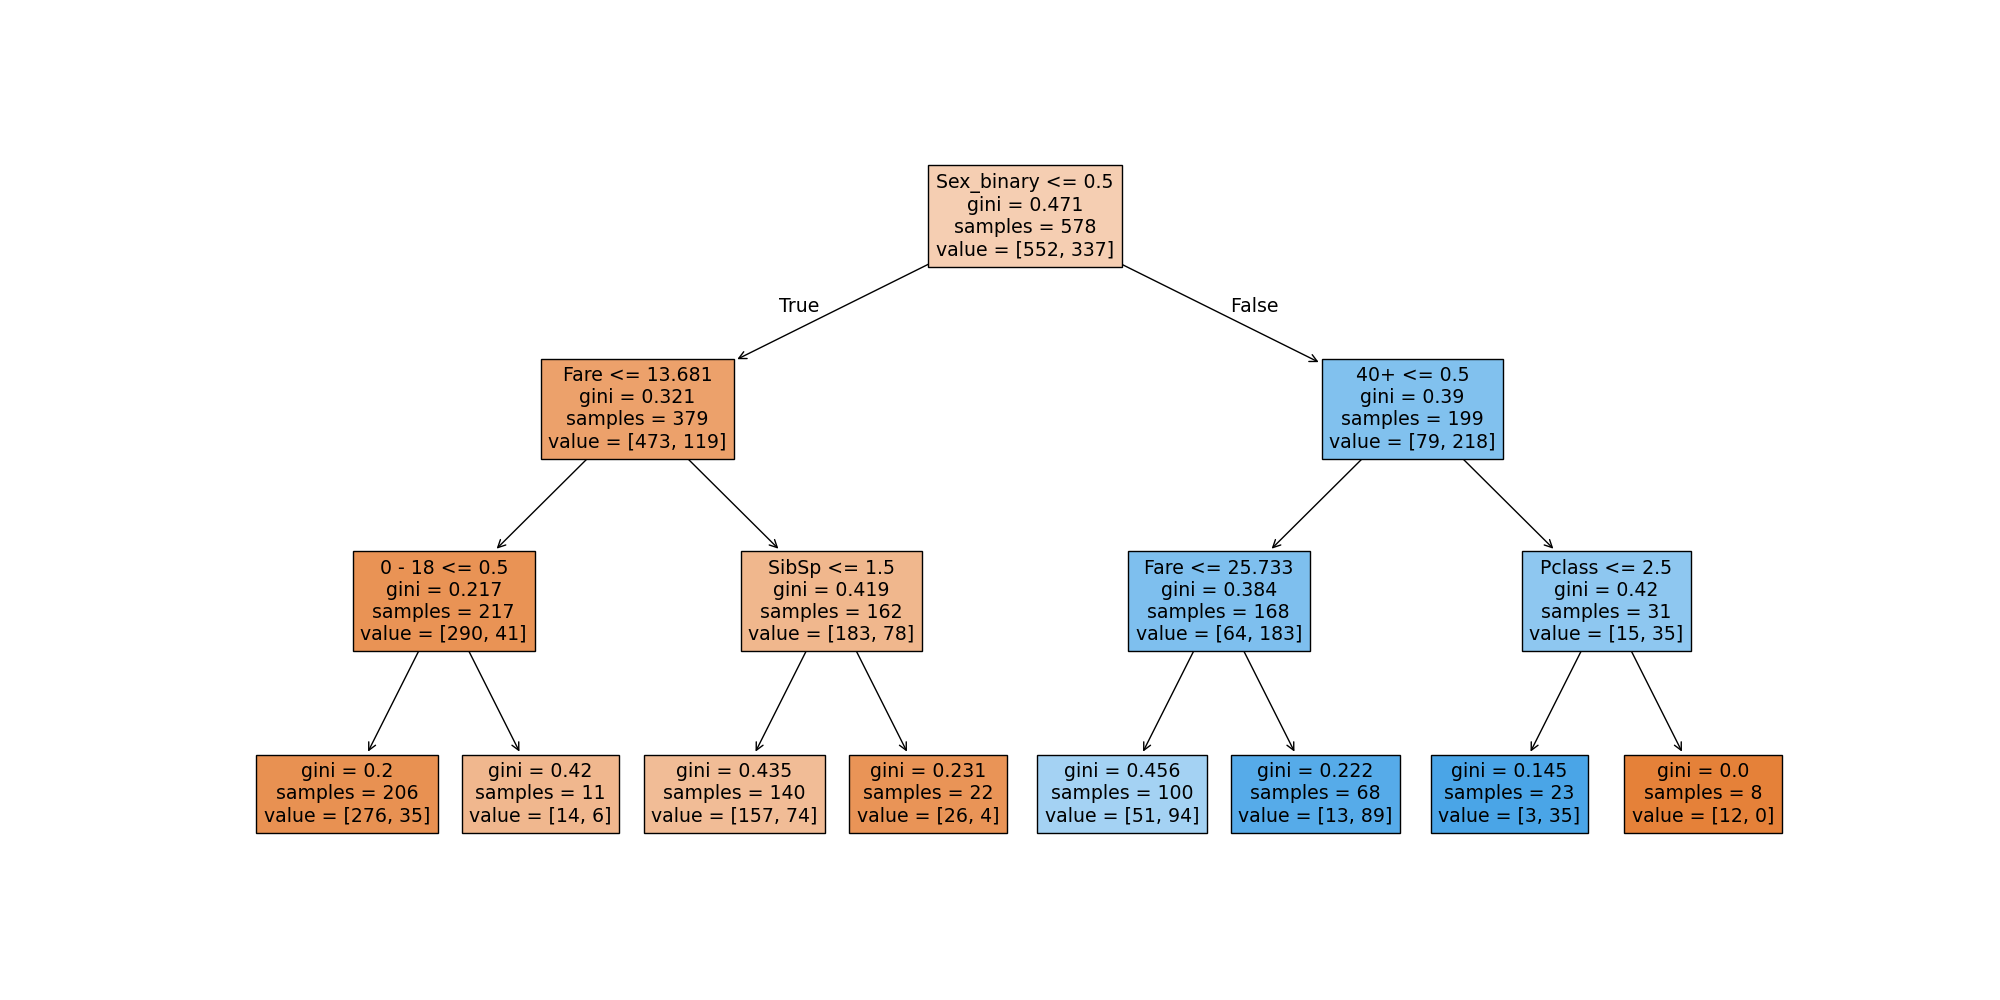 Sex_binary <= 0.5
gini = 0.471
samples = 578
value = [552, 337]
True
False
Fare <= 13.681
gini = 0.321
samples = 379
value = [473, 119]
40+ <= 0.5
gini = 0.39
samples = 199
value = [79, 218]
0 - 18 <= 0.5
gini = 0.217
samples = 217
value = [290, 41]
SibSp <= 1.5
gini = 0.419
samples = 162
value = [183, 78]
Fare <= 25.733
gini = 0.384
samples = 168
value = [64, 183]
Pclass <= 2.5
gini = 0.42
samples = 31
value = [15, 35]
gini = 0.2
samples = 206
value = [276, 35]
gini = 0.42
samples = 11
value = [14, 6]
gini = 0.435
samples = 140
value = [157, 74]
gini = 0.231
samples = 22
value = [26, 4]
gini = 0.456
samples = 100
value = [51, 94]
gini = 0.222
samples = 68
value = [13, 89]
gini = 0.145
samples = 23
value = [3, 35]
gini = 0.0
samples = 8
value = [12, 0]